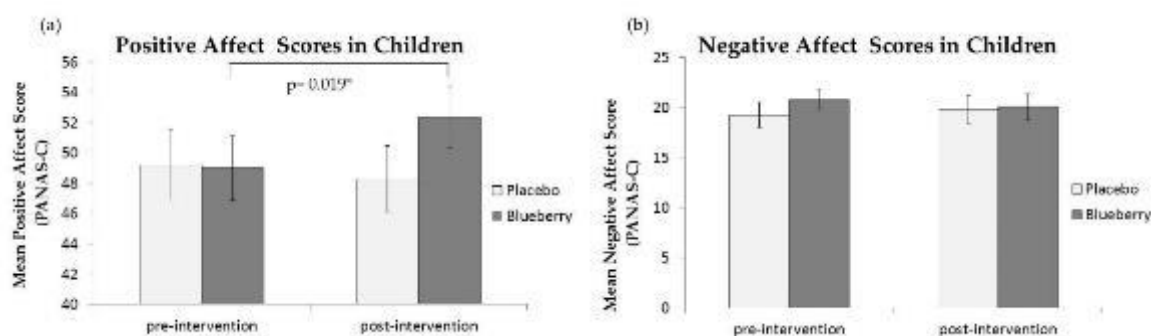 (a)
Positive Affect Scores in Children
56
54
52
50
48
46
44
42
40
Mean Positive Affect Score
(PANAS-C)
p= 0.019*
Placebo
Blueberry
pre-intervention
post-intervention
(b)
Negative Affect Scores in Children
25
20
15
10
5
0
Mean Negative Affect Score
(PANAS-C)
Placebo
Blueberry
pre-intervention
post-intervention